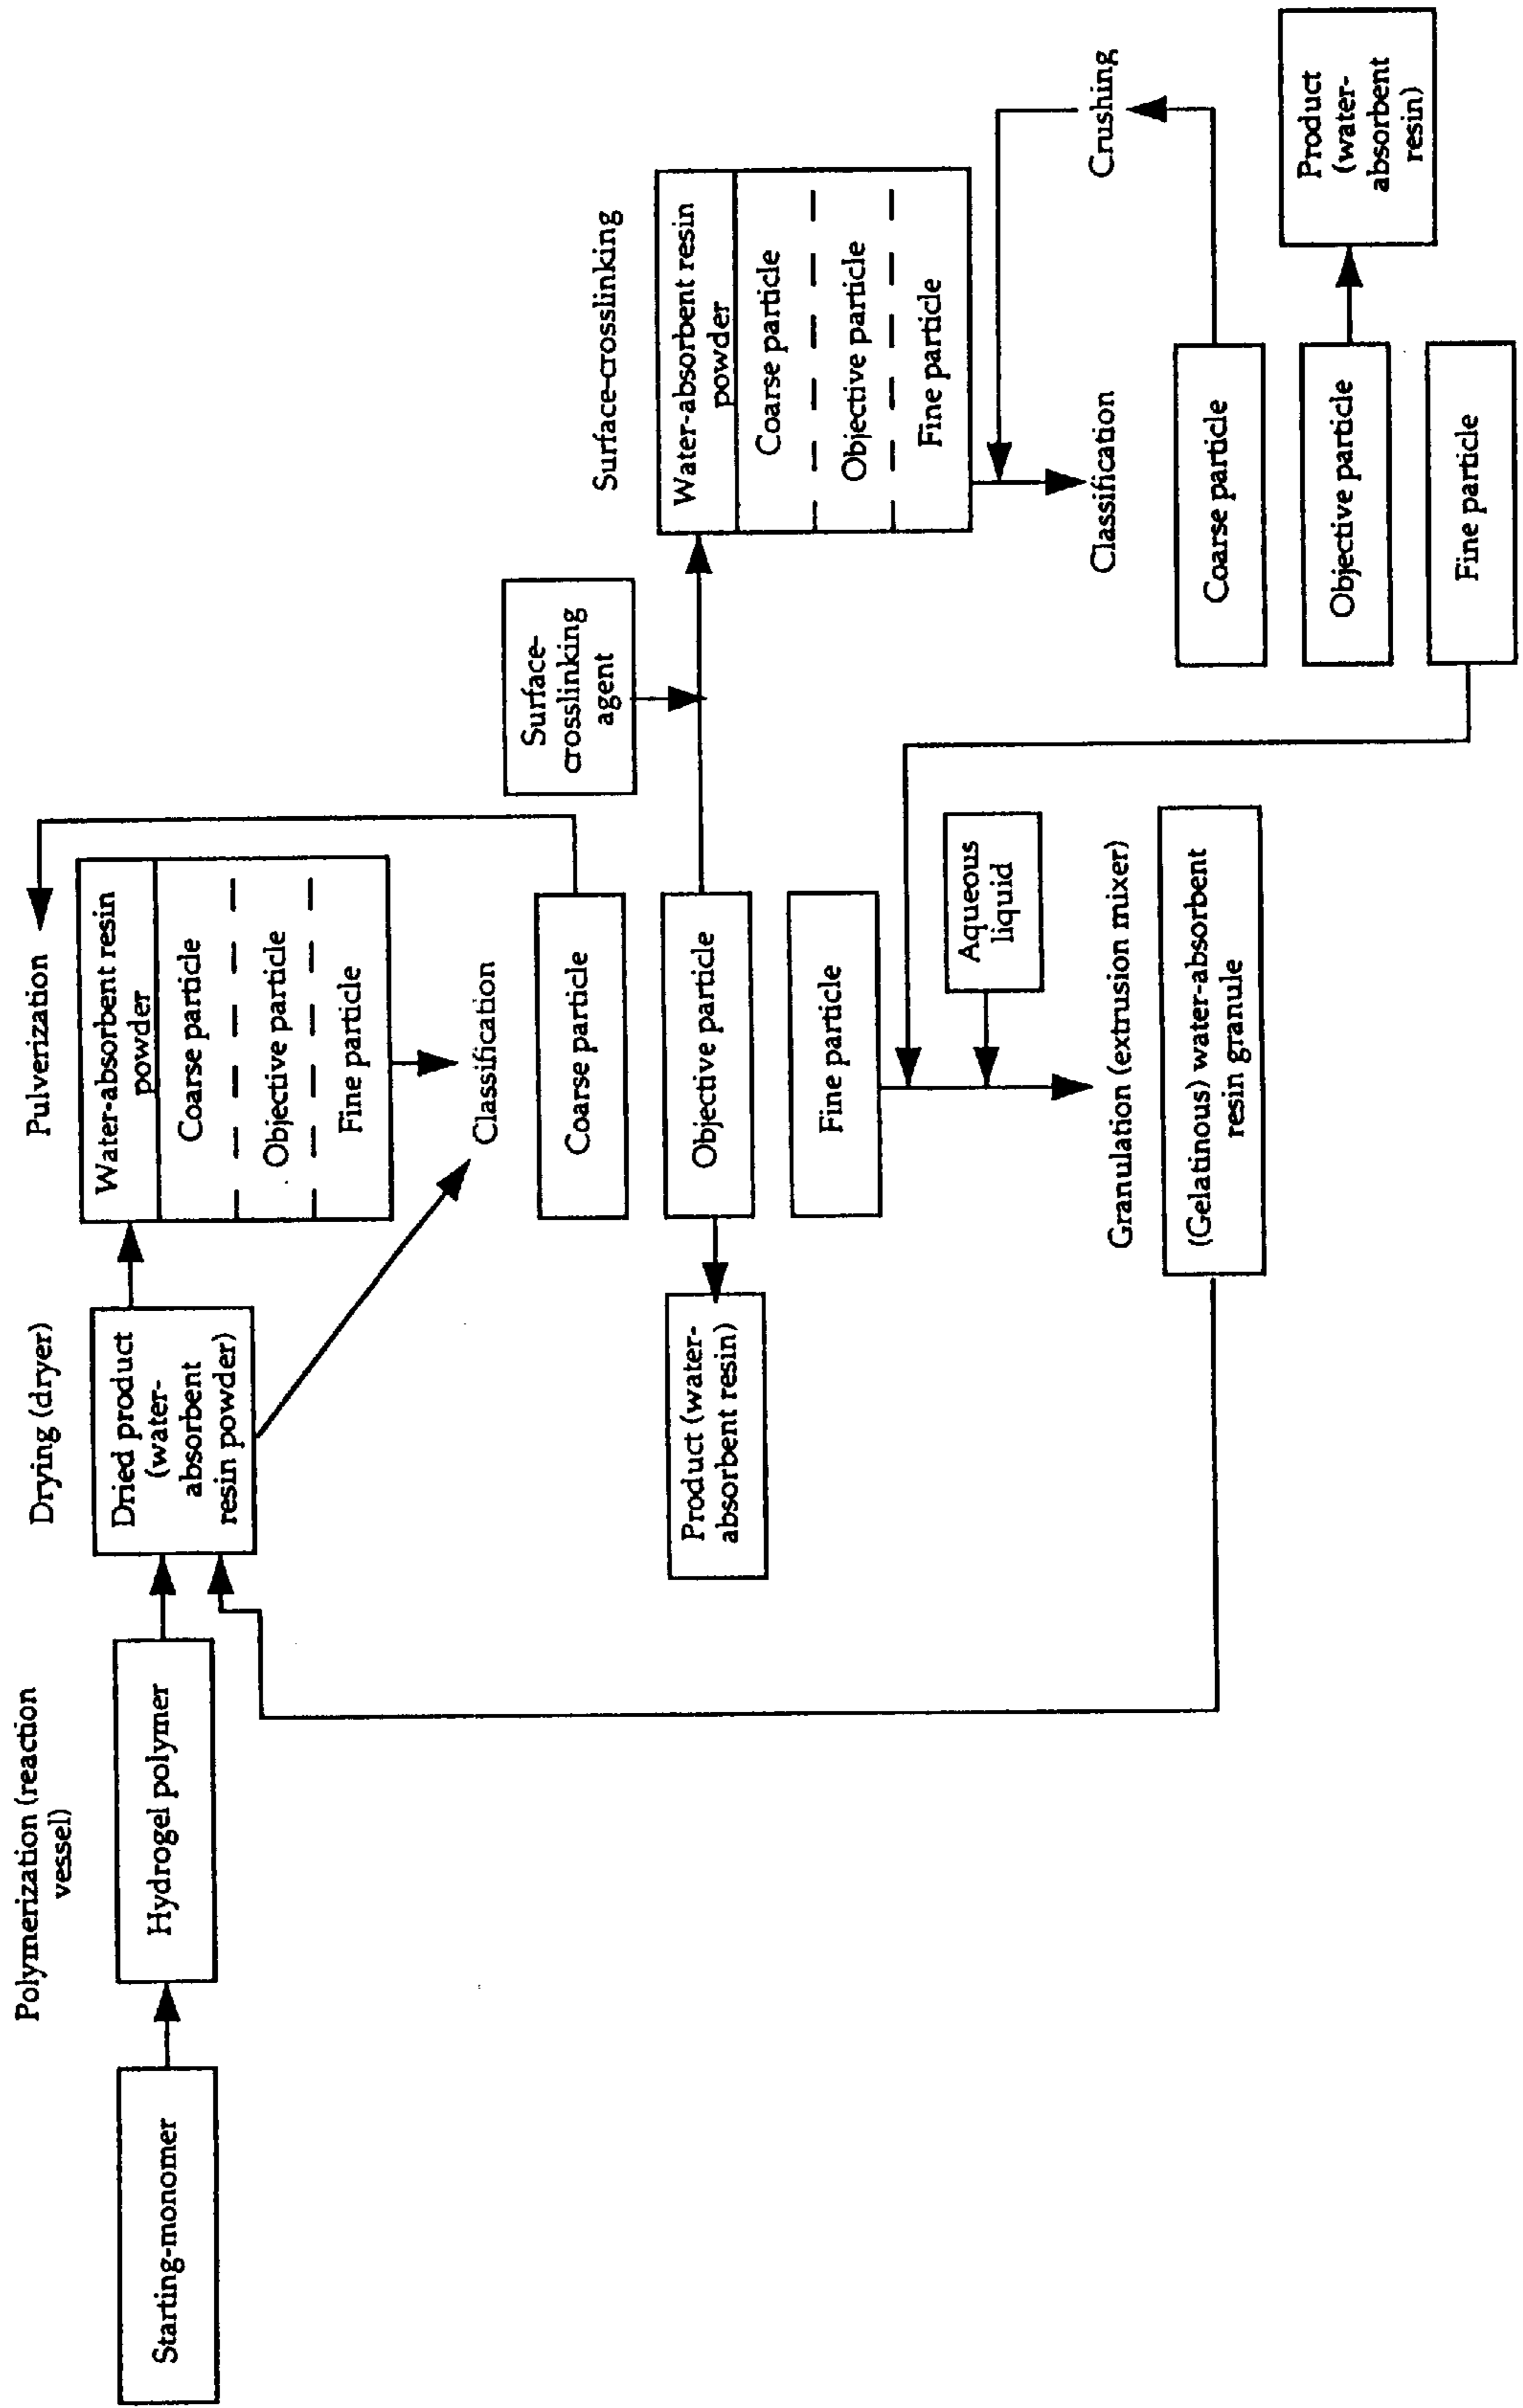 Starting-monomer
Polymerization (reaction
vessel)
Hydrogel polymer
Drying (dryer)
Dried product
(water-
absorbent
resin powder)
Pulverization
Water-absorbent resin
powder
Coarse particle
Objective particle
Fine particle
Classification
Coarse particle
Objective particle
Fine particle
Product (water-
absorbent resin)
Aqueous
liquid
Granulation (extrusion mixer)
(Gelatinous) water-absorbent
resin granule
Surface-
crosslinking
agent
Surface-crosslinking
Water-absorbent resin
powder
Coarse particle
Objective particle
Fine particle
Crushing
Classification
Coarse particle
Objective particle
Fine particle
Product
(water-
absorbent
resin)